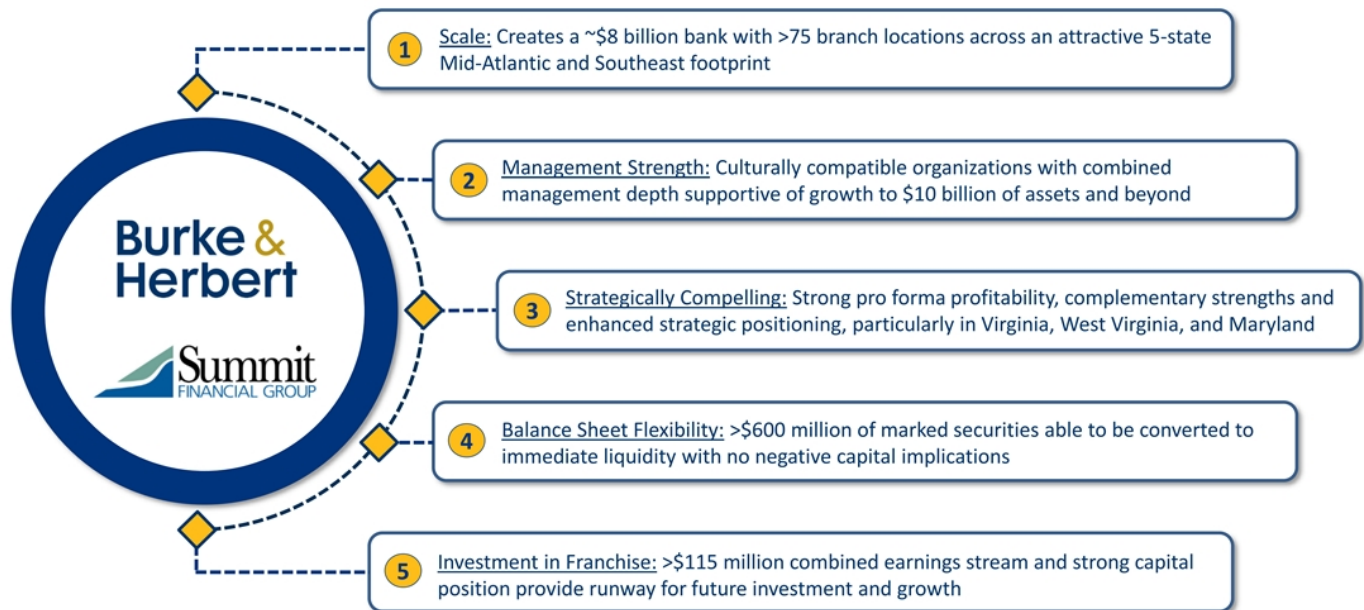 1
Scale: Creates a ~$8 billion bank with >75 branch locations across an attractive 5-state
Mid-Atlantic and Southeast footprint
2
Management Strength: Culturally compatible organizations with combined
management depth supportive of growth to $10 billion of assets and beyond
Burke &
Herbert
3
Strategically Compelling: Strong pro forma profitability, complementary strengths and
enhanced strategic positioning, particularly in Virginia, West Virginia, and Maryland
Summit
FINANCIAL GROUP
4
Balance Sheet Flexibility: >$600 million of marked securities able to be converted to
immediate liquidity with no negative capital implications
5
Investment in Franchise: >$115 million combined earnings stream and strong capital
position provide runway for future investment and growth